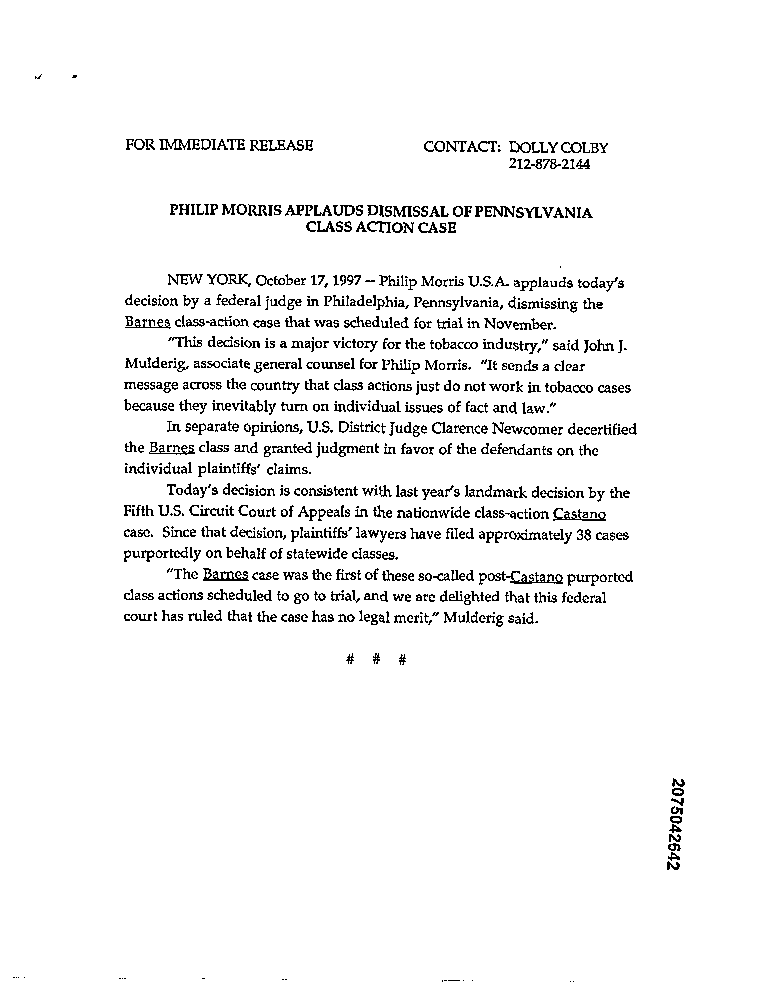 FOR IMMEDIATE RELEASE
CONTACT: DOLLY COLBY
212-878-2144
PHILIP MORRIS APPLAUDS DISMISSAL OF PENNSYLVANIA
CLASS ACTION CASE
NEW YORK, October 17, 1997 -- Philip Morris U.S.A. applauds today's
decision by a federal judge in Philadelphia, Pennsylvania, dismissing the
Barnes class-action case that was scheduled for trial in November.
"This decision is a major victory for the tobacco industry," said John J.
Mulderig, associate general counsel for Philip Morris. "It sends a clear
message across the country that class actions just do not work in tobacco cases
because they inevitably turn on individual issues of fact and law."
In separate opinions, U.S. District Judge Clarence Newcomer decertified
the Barnes class and granted judgment in favor of the defendants on the
individual plaintiffs' claims.
Today's decision is consistent with last year's landmark decision by the
Fifth U.S. Circuit Court of Appeals in the nationwide class-action Castano
case. Since that decision, plaintiffs' lawyers have filed approximately 38 cases
purportedly on behalf of statewide classes.
"The Barnes case was the first of these so-called post-Castano purported
class actions scheduled to go to trial, and we are delighted that this federal
court has ruled that the case has no legal merit," Mulderig said.
# # #
2075042642